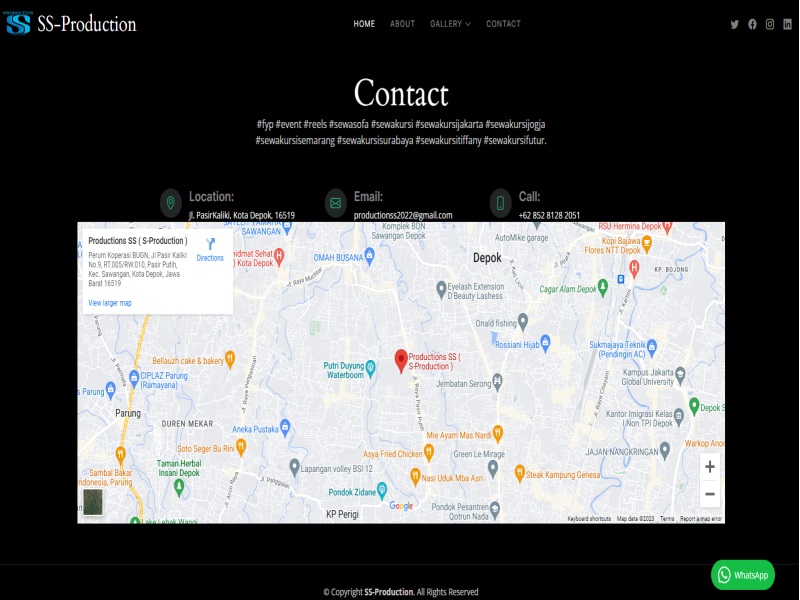 SS-Production
HOME ABOUT GALLERY CONTACT
Contact
#fyp #event #reels #sewasofa #sewakursi #sewakursijakarta #sewakursijogja
#sewakursisemarang #sewakursisurabaya #sewakursitiffany #sewakursifutur.
Location:
Jl. PasirKaliki, Kota Depok, 16519
Email:
productionss2022@gmail.com
Call:
+62 852 8128 2051
Productions SS ( S-Production )
Perum Koperasi BUGN, Jl Pasir Kaliki
No.9, RT.005/RW.010, Pasir Putih,
Kec. Sawangan, Kota Depok, Jawa
Barat 16519
Directions
View larger map
SAWANGAN
Komplek BDN
Sawangan Depok
AutoMike garage
RSU Hermina Depok
Kopi Bajawa
Flores NTT Depok
OMAH BUSANA
Depok
KP. BOJONG
Jl. Raya Muchtar
Eyelash Extension
D'Beauty Lashess
Cagar Alam Depok
Onald fishing
Rossiani Hijab
Sukmajaya Teknik
(Pendingin AC)
Bellauzh cake & bakery
Productions SS (
S-Production )
Putri Duyung
Waterboom
Jembatan Serong
Kampus Jakarta
Global University
CIPLAZ Parung
(Ramayana)
Parung
DUREN MEKAR
Aneka Pustaka
Kantor Imigrasi Kelas
I Non TPI Depok
Mie Ayam Mas Nardi
Soto Seger Bu Rini
Asya Fried Chicken
Green Le Mirage
JAJAN-NANGKRINGAN
Taman Herbal
Insani Depok
Lapangan volley BSI 12
Nasi Uduk Mba Asri
Steak Kampung Genesa
Sambal Bakar
Pondok Zidane
Google
Pondok Pesantren
Qotrun Nada
KP Perigi
Keyboard shortcuts Map data ©2023 Terms Report a map error
WhatsApp
© Copyright SS-Production. All Rights Reserved